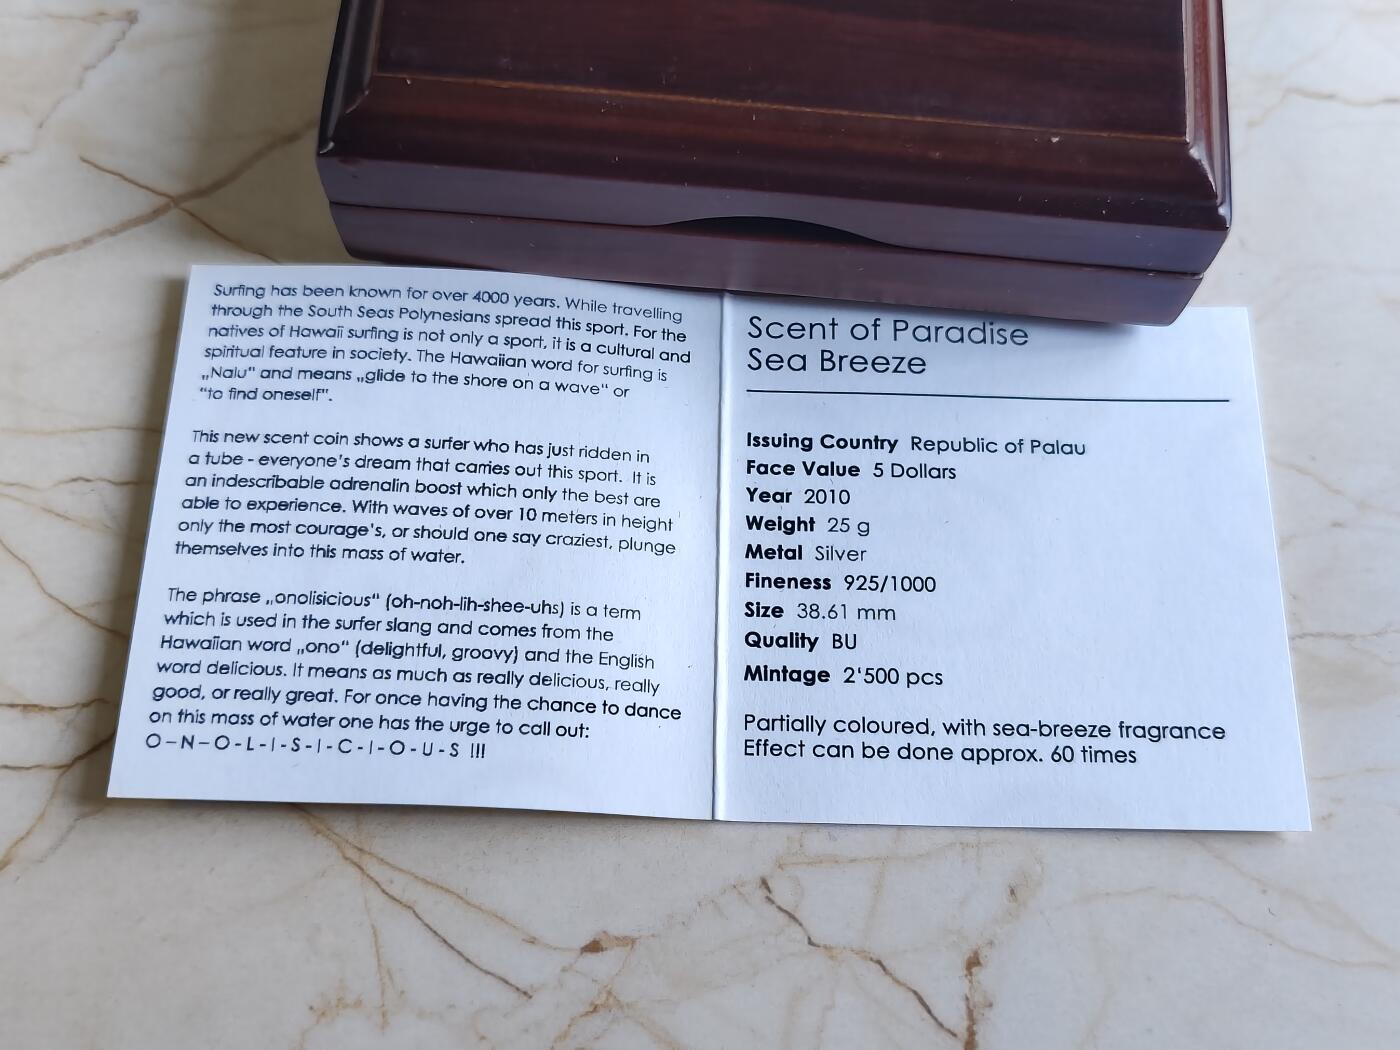 Surfing has been known for over 4000 years. While travelling
through the South Seas Polynesians spread this sport. For the
natives of Hawaii surfing is not only a sport, it is a cultural and
spiritual feature in society. The Hawaiian word for surfing is
„Nalu“ and means „glide to the shore on a wave“ or
“to find oneself”.
This new scent coin shows a surfer who has just ridden in
a tube - everyone's dream that carries out this sport. It is
an indescribable adrenalin boost which only the best are
able to experience. With waves of over 10 meters in height
only the most courage's, or should one say craziest, plunge
themselves into this mass of water.
The phrase „onolisicious“ (oh-noh-lih-shee-uhs) is a term
which is used in the surfer slang and comes from the
Hawaiian word „ono“ (delightful, groovy) and the English
word delicious. It means as much as really delicious, really
good, or really great. For once having the chance to dance
on this mass of water one has the urge to call out:
O–N–O-L-I-S-I-C-I-O-U-S !!!
Scent of Paradise
Sea Breeze
Issuing Country Republic of Palau
Face Value 5 Dollars
Year 2010
Weight 25 g
Metal Silver
Fineness 925/1000
Size 38.61 mm
Quality BU
Mintage 2'500 pcs
Partially coloured, with sea-breeze fragrance
Effect can be done approx. 60 times